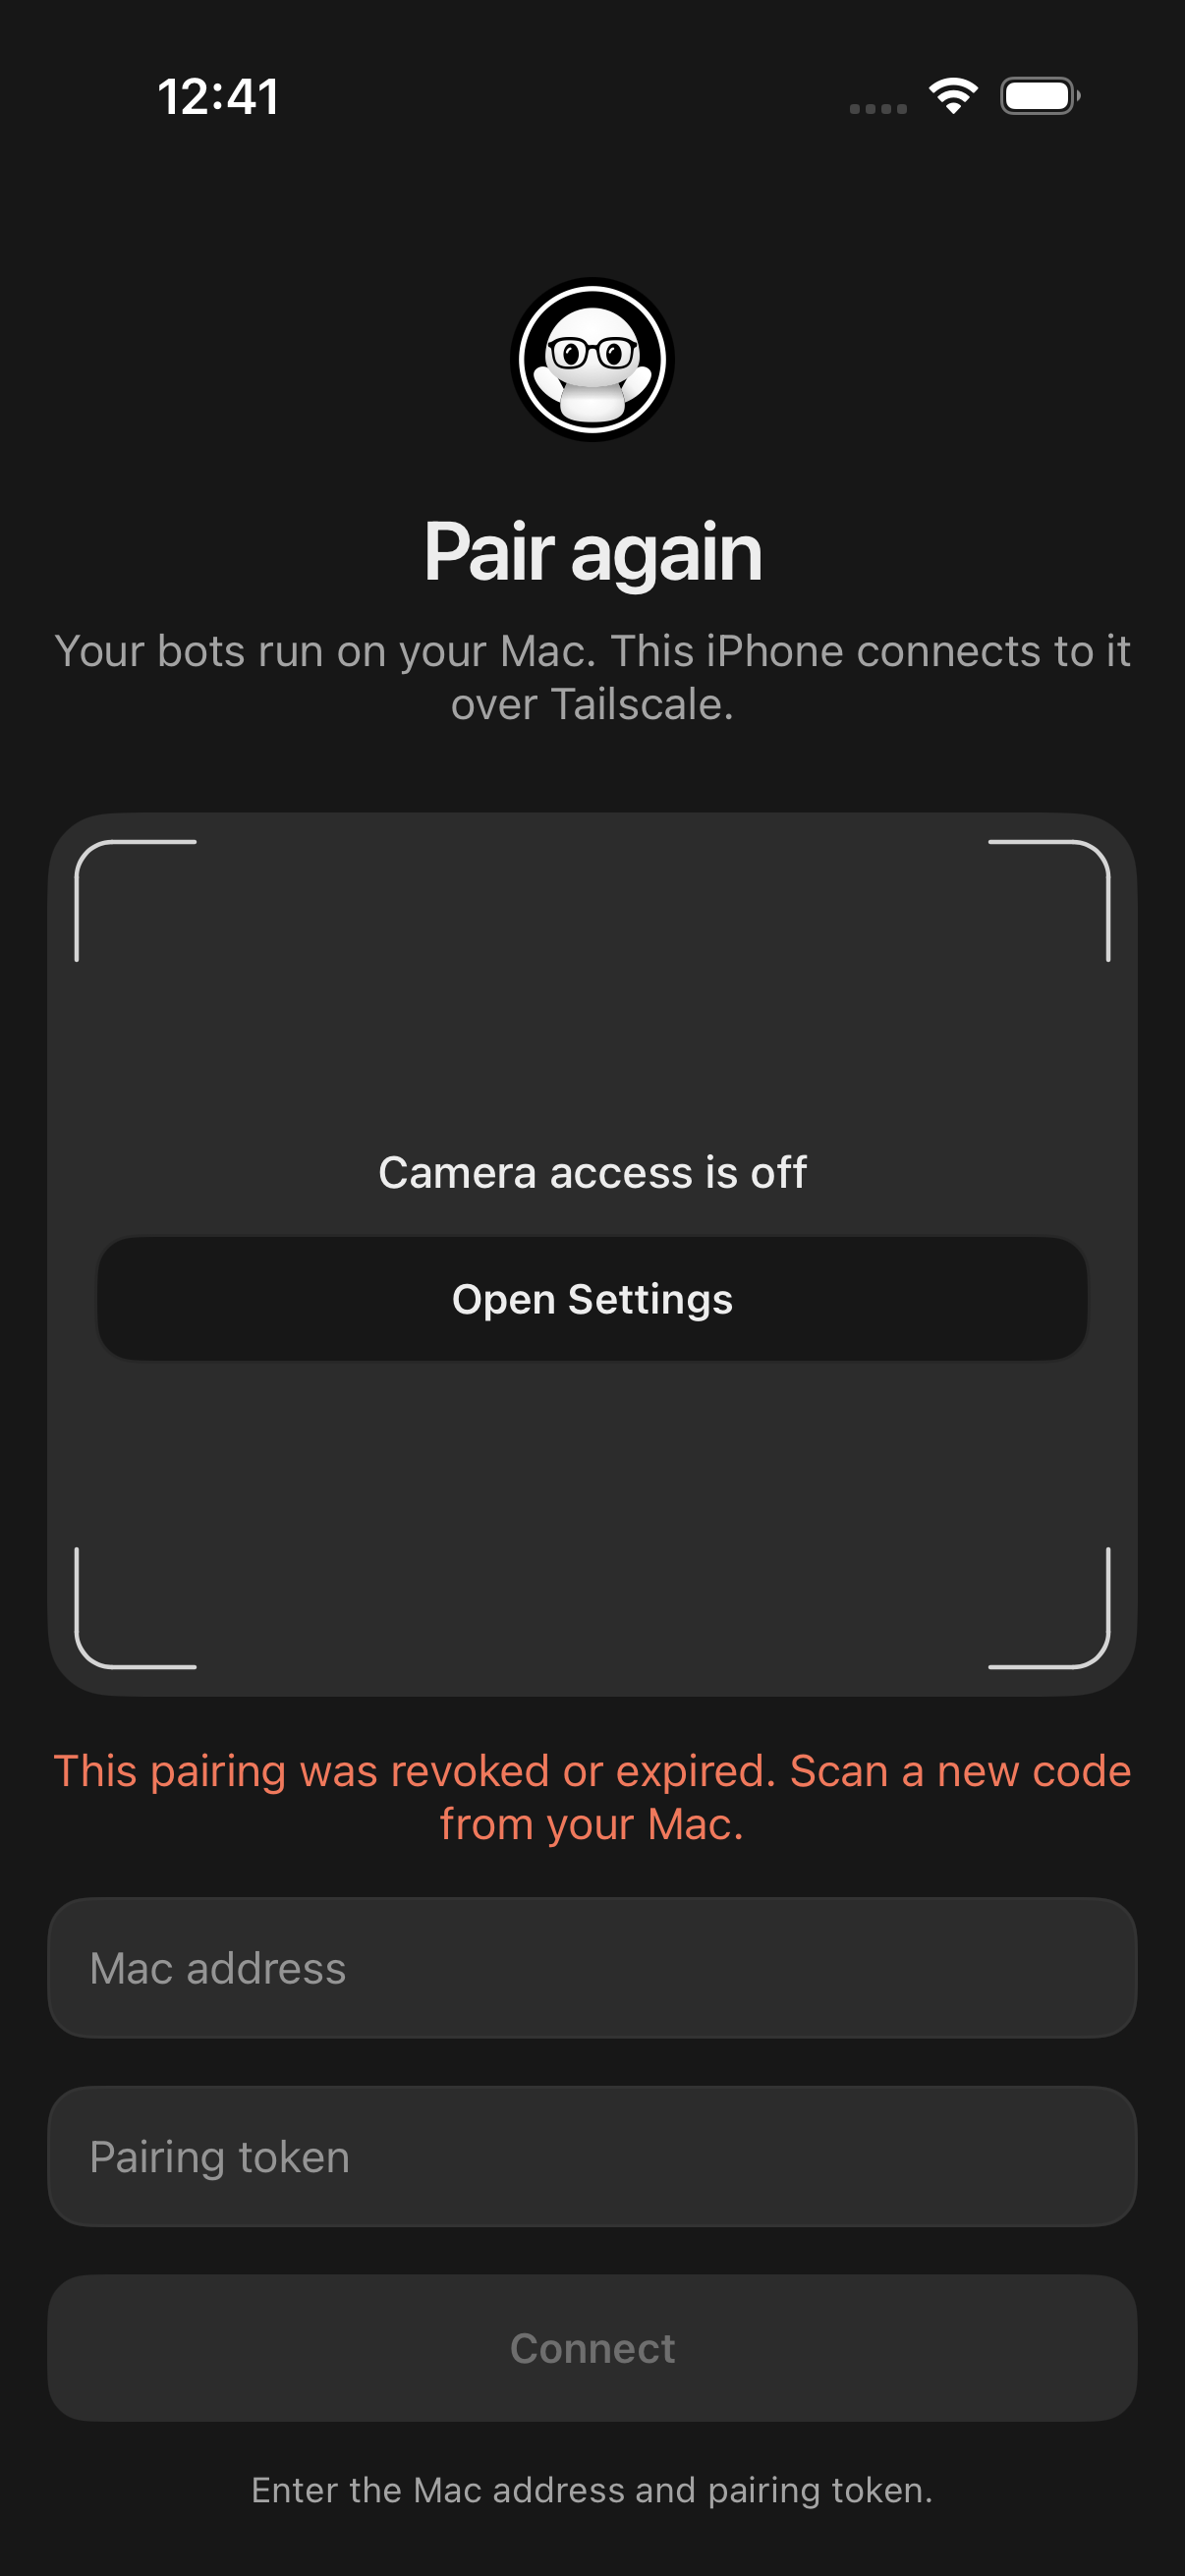 12:41
Pair again
Your bots run on your Mac. This iPhone connects to it
over Tailscale.
Camera access is off
Open Settings
This pairing was revoked or expired. Scan a new code
from your Mac.
Mac address
Pairing token
Connect
Enter the Mac address and pairing token.